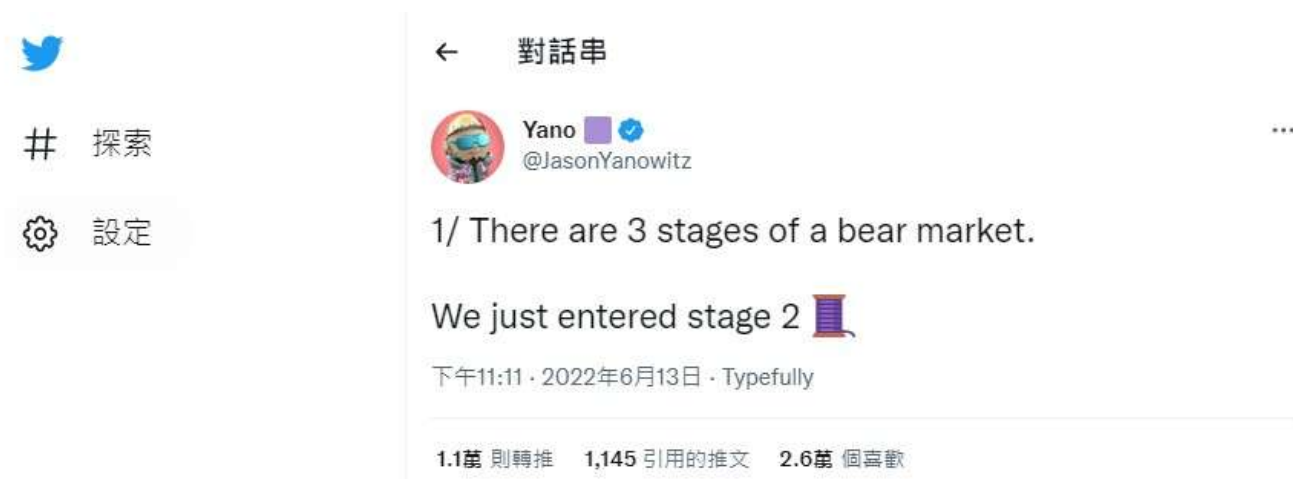 對話串
探索
設定
Yano
@JasonYanowitz
1/ There are 3 stages of a bear market.
We just entered stage 2
下午11:11 · 2022年6月13日 · Typefully
1.1萬 則轉推 1,145 引用的推文 2.6萬 個喜歡